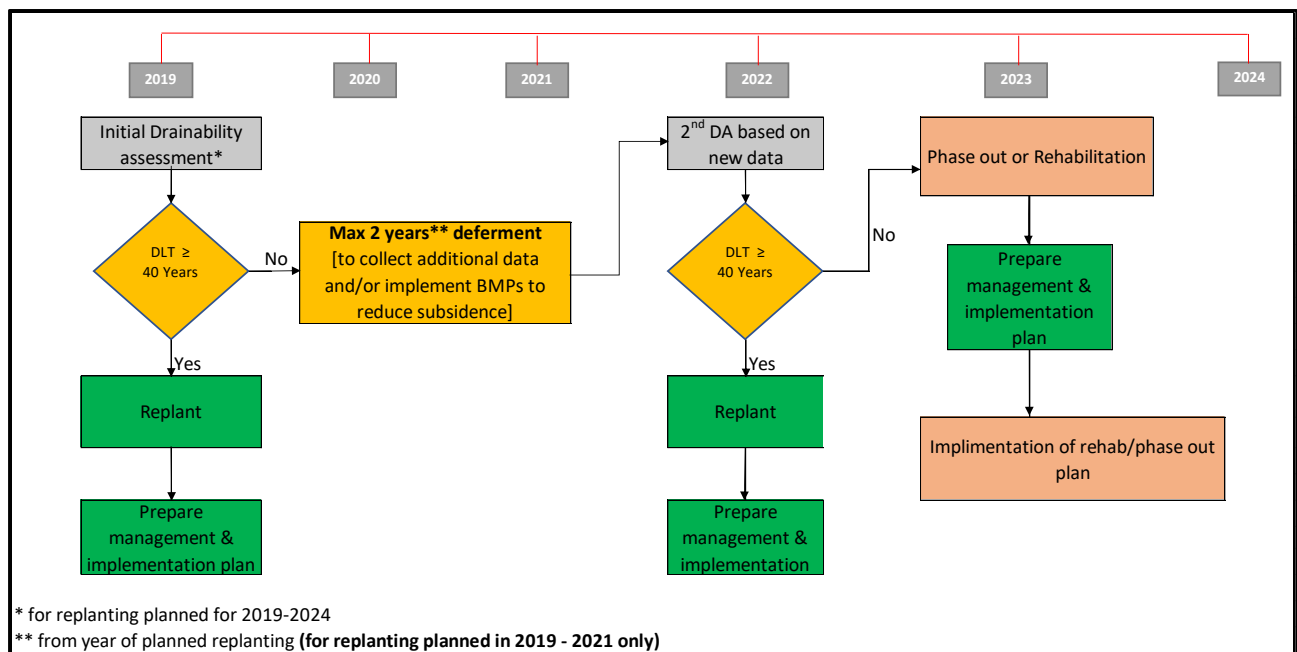 2019
2020
2021
2022
2023
2024
Initial Drainability
assessment*
DLT ≥
40 Years
No
Max 2 years** deferment
[to collect additional data
and/or implement BMPs to
reduce subsidence]
Yes
Replant
Prepare
management &
implementation plan
2nd DA based on
new data
DLT ≥
40 Years
No
Yes
Replant
Prepare
management &
implementation
Phase out or Rehabilitation
Prepare
management &
implementation
plan
Implimentation of rehab/phase out
plan
* for replanting planned for 2019-2024
** from year of planned replanting (for replanting planned in 2019 - 2021 only)